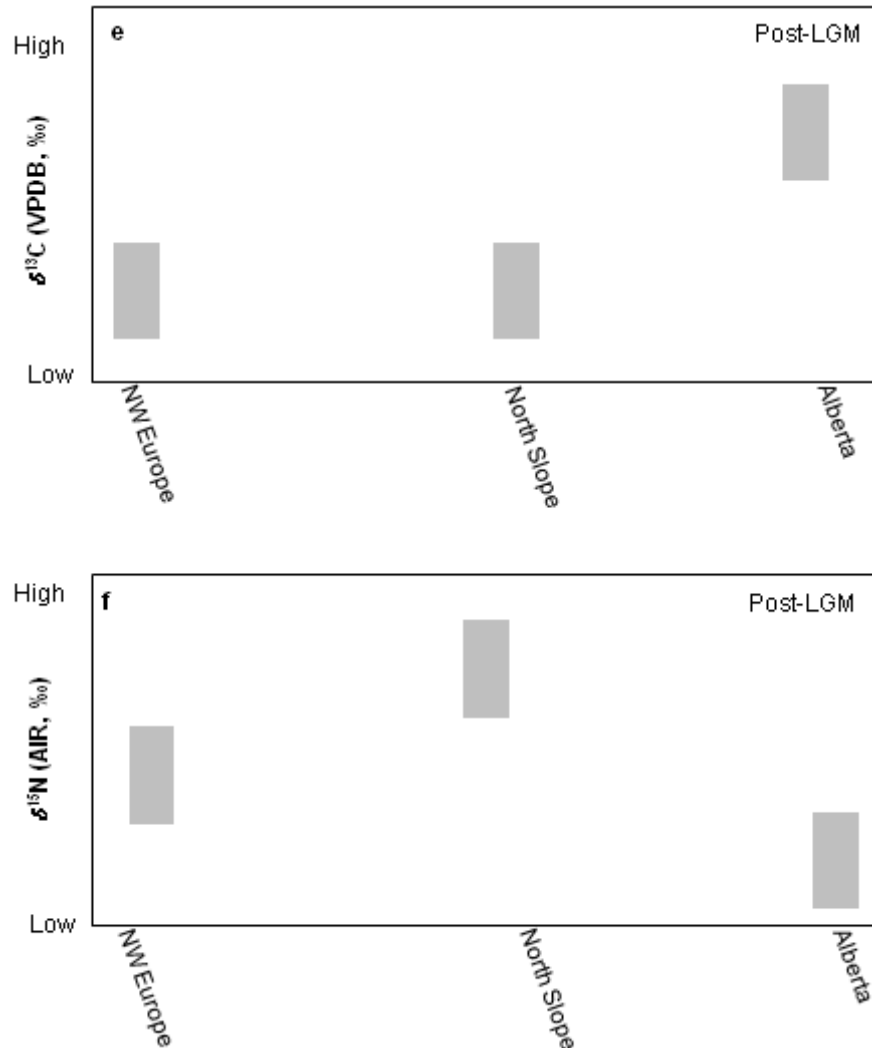 e
Post-LGM
High
δ¹³C (VPDB, ‰)
Low
NW Europe
North Slope
Alberta
High
f
Post-LGM
δ¹⁵N (AIR, ‰)
Low
NW Europe
North Slope
Alberta